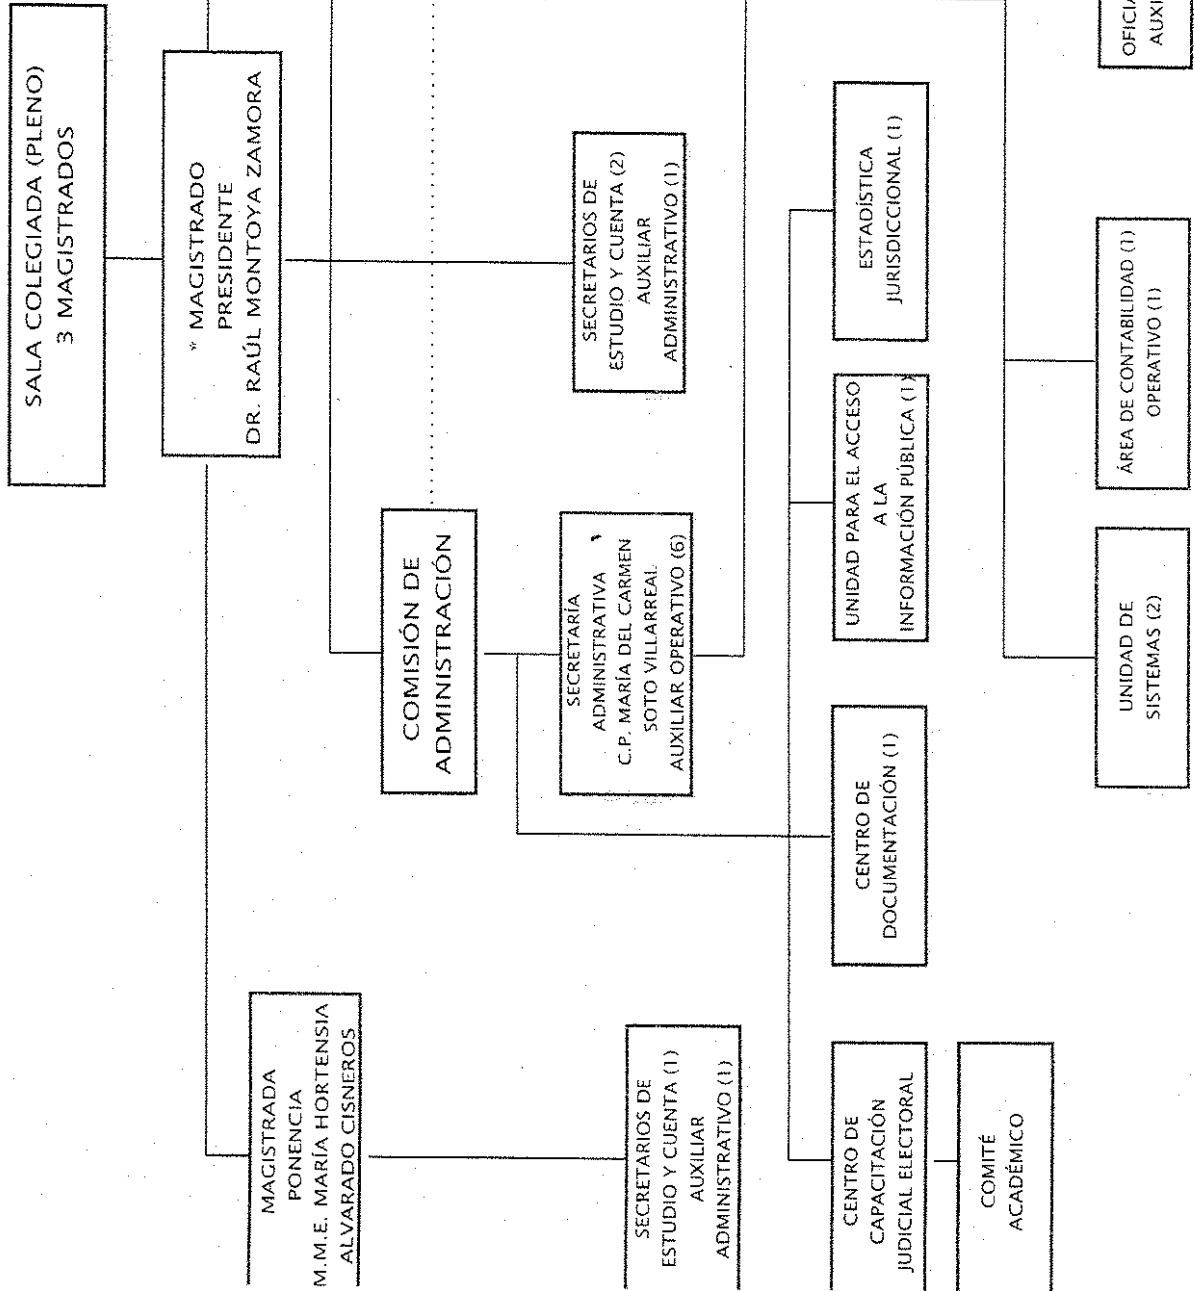 SALA COLEGIADA (PLENO)
3 MAGISTRADOS
* MAGISTRADO
PRESIDENTE
DR. RAÚL MONTOYA ZAMORA
MAGISTRADA
PONENCIA
M.M.E. MARÍA HORTENSIA
ALVARADO CISNEROS
COMISIÓN DE
ADMINISTRACIÓN
SECRETARIOS DE
ESTUDIO Y CUENTA (1)
AUXILIAR
ADMINISTRATIVO (1)
SECRETARÍA
ADMINISTRATIVA
C.P. MARÍA DEL CARMEN
SOTO VILLARREAL
AUXILIAR OPERATIVO (6)
SECRETARIOS DE
ESTUDIO Y CUENTA (2)
AUXILIAR
ADMINISTRATIVO (1)
CENTRO DE
CAPACITACIÓN
JUDICIAL ELECTORAL
CENTRO DE
DOCUMENTACIÓN (1)
UNIDAD PARA EL ACCESO
A LA
INFORMACIÓN PÚBLICA (1)
ESTADÍSTICA
JURISDICCIONAL (1)
COMITÉ
ACADÉMICO
UNIDAD DE
SISTEMAS (2)
ÁREA DE CONTABILIDAD (1)
OPERATIVO (1)
OFICIA
AUXI